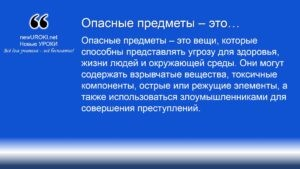 Опасные предметы – это…
newUROKI.net
Новые УРОКИ
Всё для учителя – всё бесплатно!
Опасные предметы – это вещи, которые
способны представлять угрозу для здоровья,
жизни людей и окружающей среды. Они могут
содержать взрывчатые вещества, токсичные
компоненты, острые или режущие элементы, а
также использоваться злоумышленниками для
совершения преступлений.